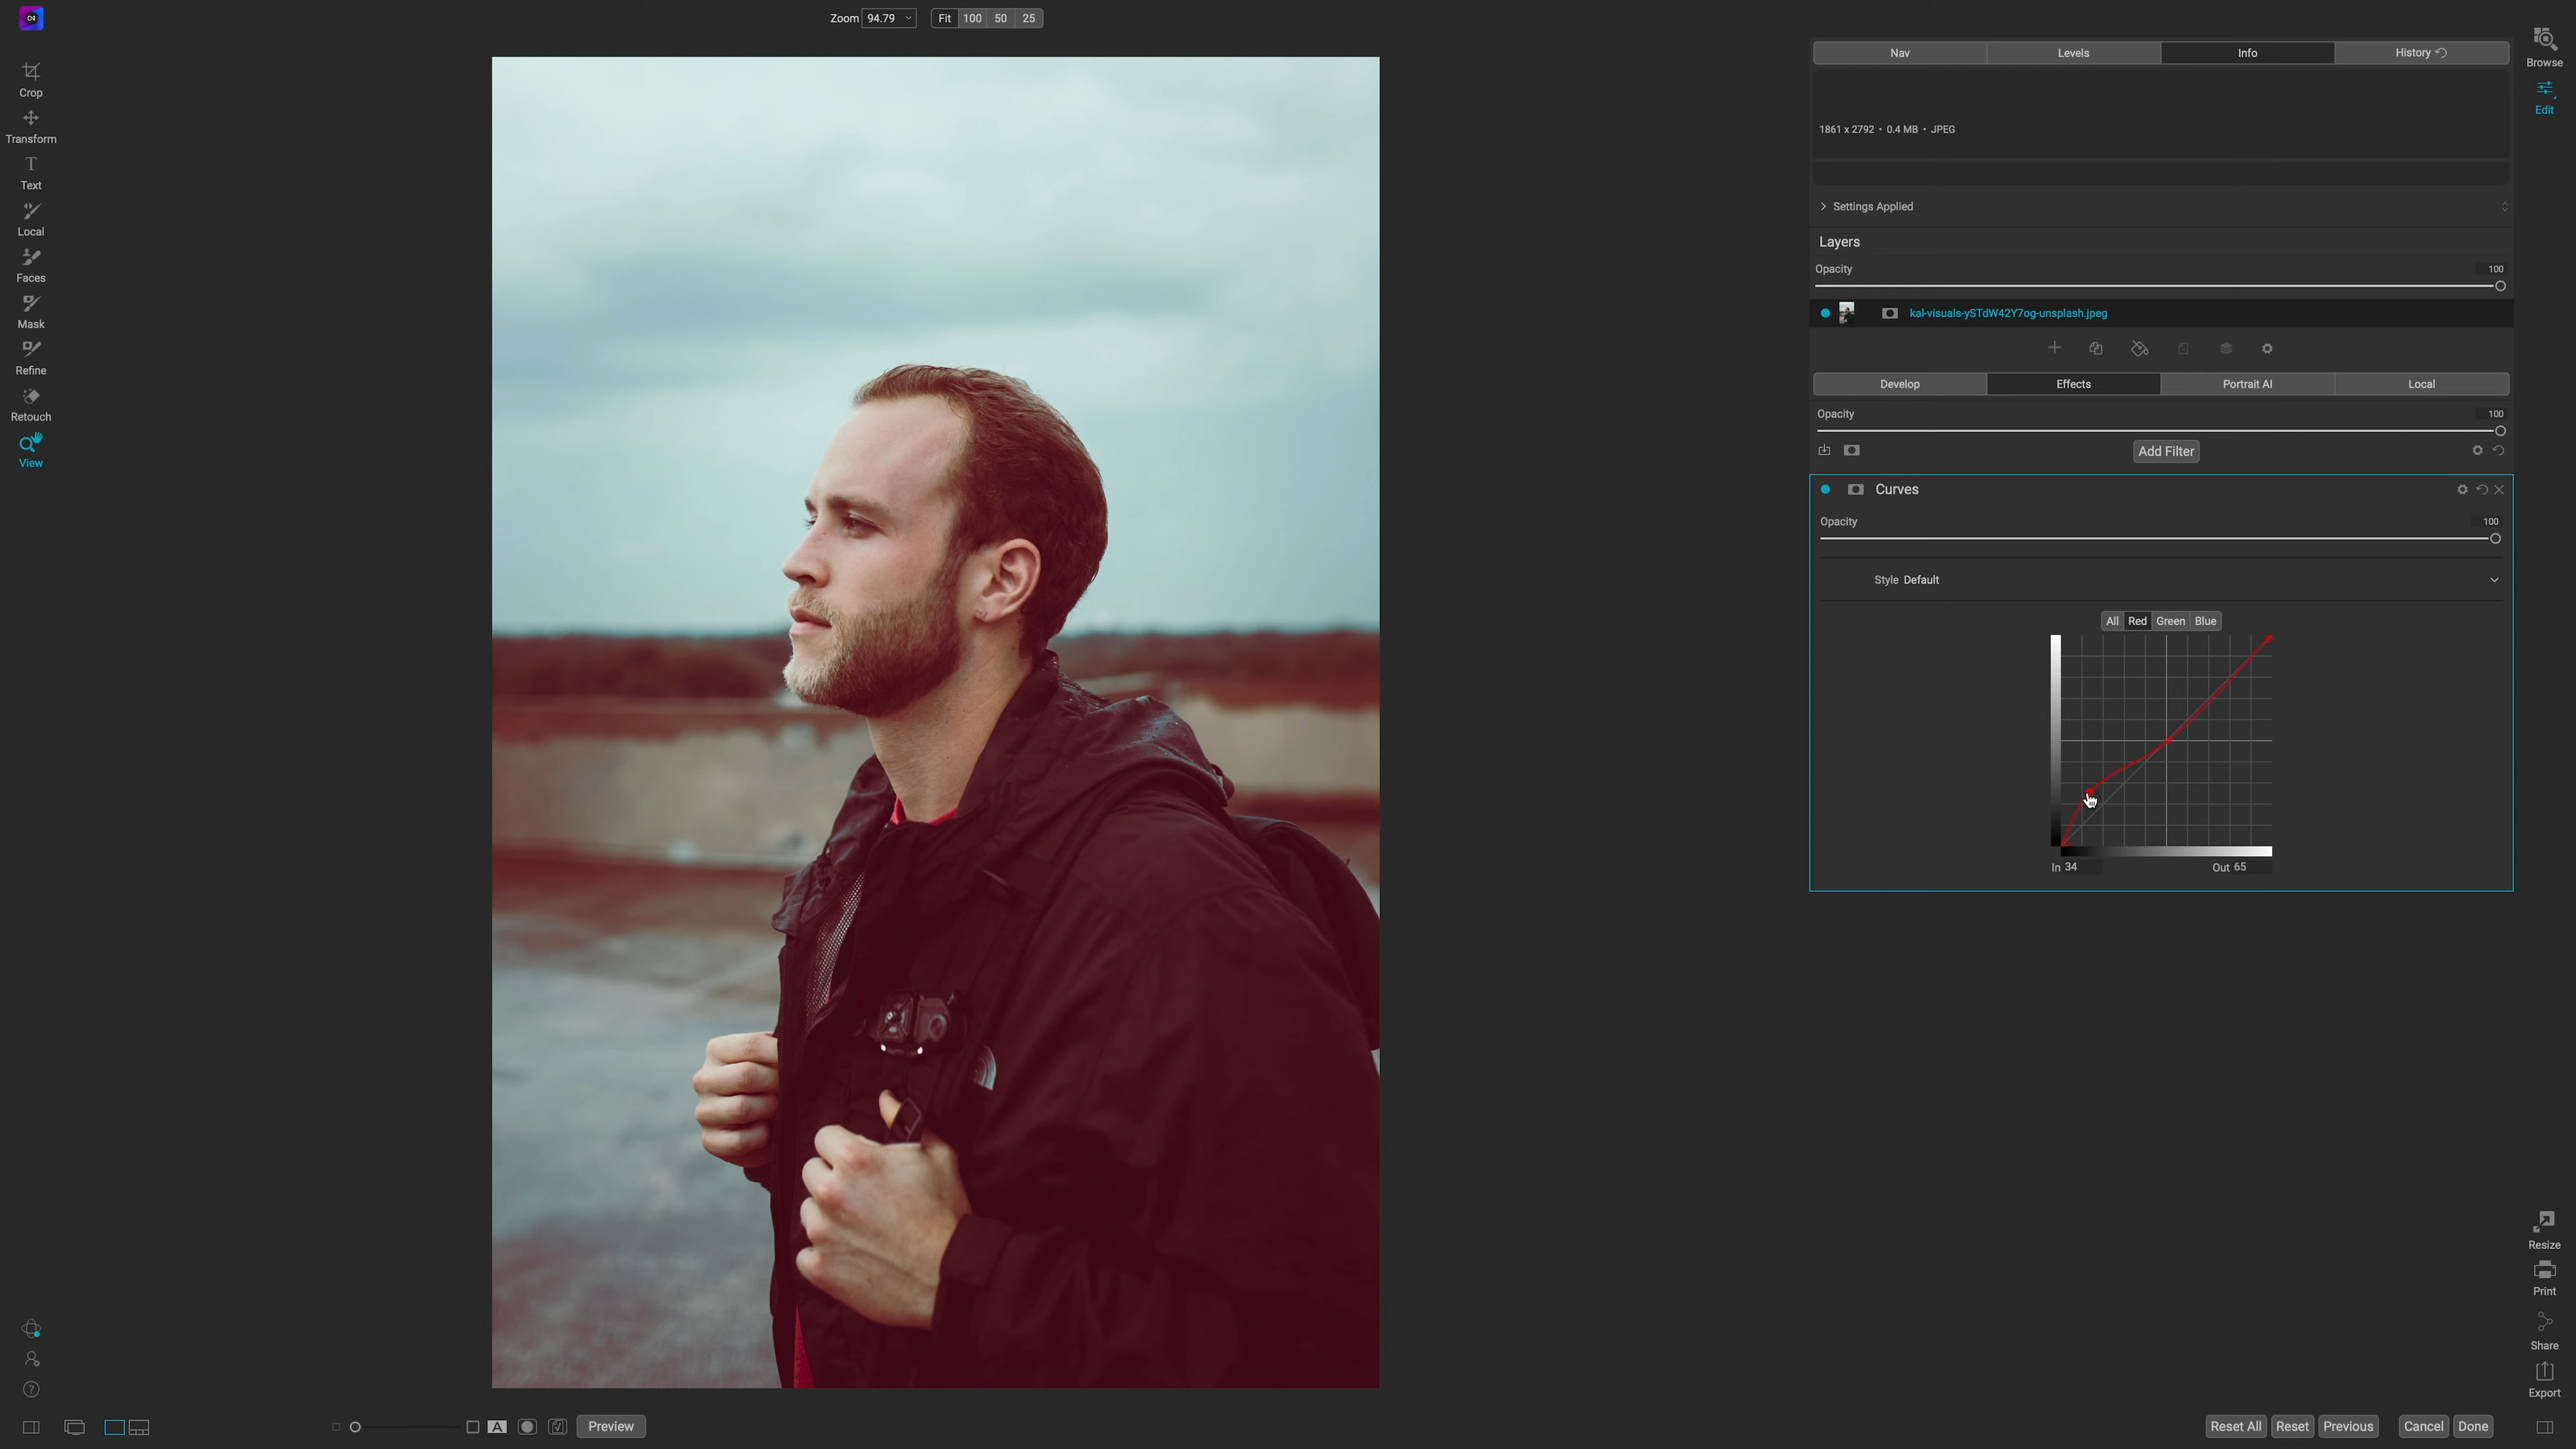 Zoom 94.79 Fit 100 50 25
Crop
Transform
Text
Local
Faces
Mask
Refine
Retouch
View
Nav Levels Info History
1861 x 2792 • 0.4 MB • JPEG
Settings Applied
Layers
Opacity 100
kal-visuals-ySTdW42Y7og-unsplash.jpeg
Develop Effects Portrait AI Local
Opacity 100
Add Filter
Curves
Opacity 100
Style Default
All Red Green Blue
In 34 Out 65
Browse
Edit
Resize
Print
Share
Export
A Preview
Reset All Reset Previous Cancel Done